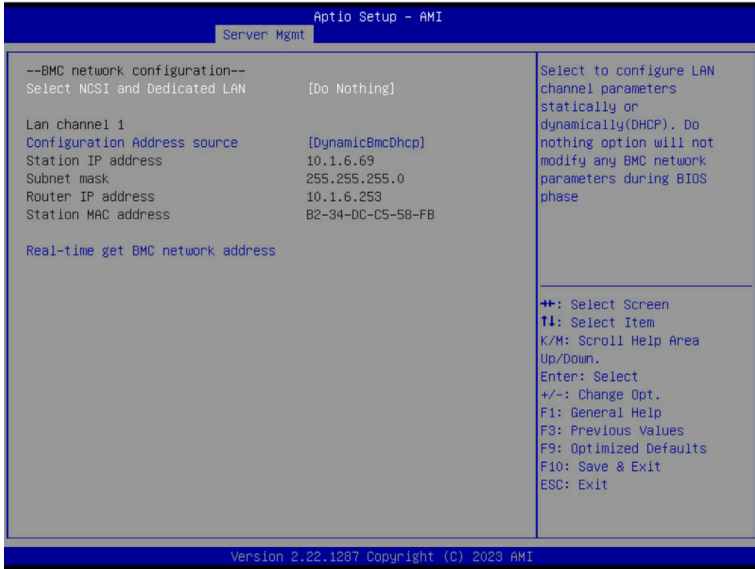 Aptio Setup – AMI
Server Mgmt
--BMC network configuration--
Select NCSI and Dedicated LAN [Do Nothing]
Lan channel 1
Configuration Address source [DynamicBmcDhcp]
Station IP address 10.1.6.69
Subnet mask 255.255.255.0
Router IP address 10.1.6.253
Station MAC address B2-34-DC-C5-58-FB
Real-time get BMC network address
Select to configure LAN
channel parameters
statically or
dynamically(DHCP). Do
nothing option will not
modify any BMC network
parameters during BIOS
phase
→←: Select Screen
↑↓: Select Item
K/M: Scroll Help Area
Up/Down.
Enter: Select
+/-: Change Opt.
F1: General Help
F3: Previous Values
F9: Optimized Defaults
F10: Save & Exit
ESC: Exit
Version 2.22.1287 Copyright (C) 2023 AMI